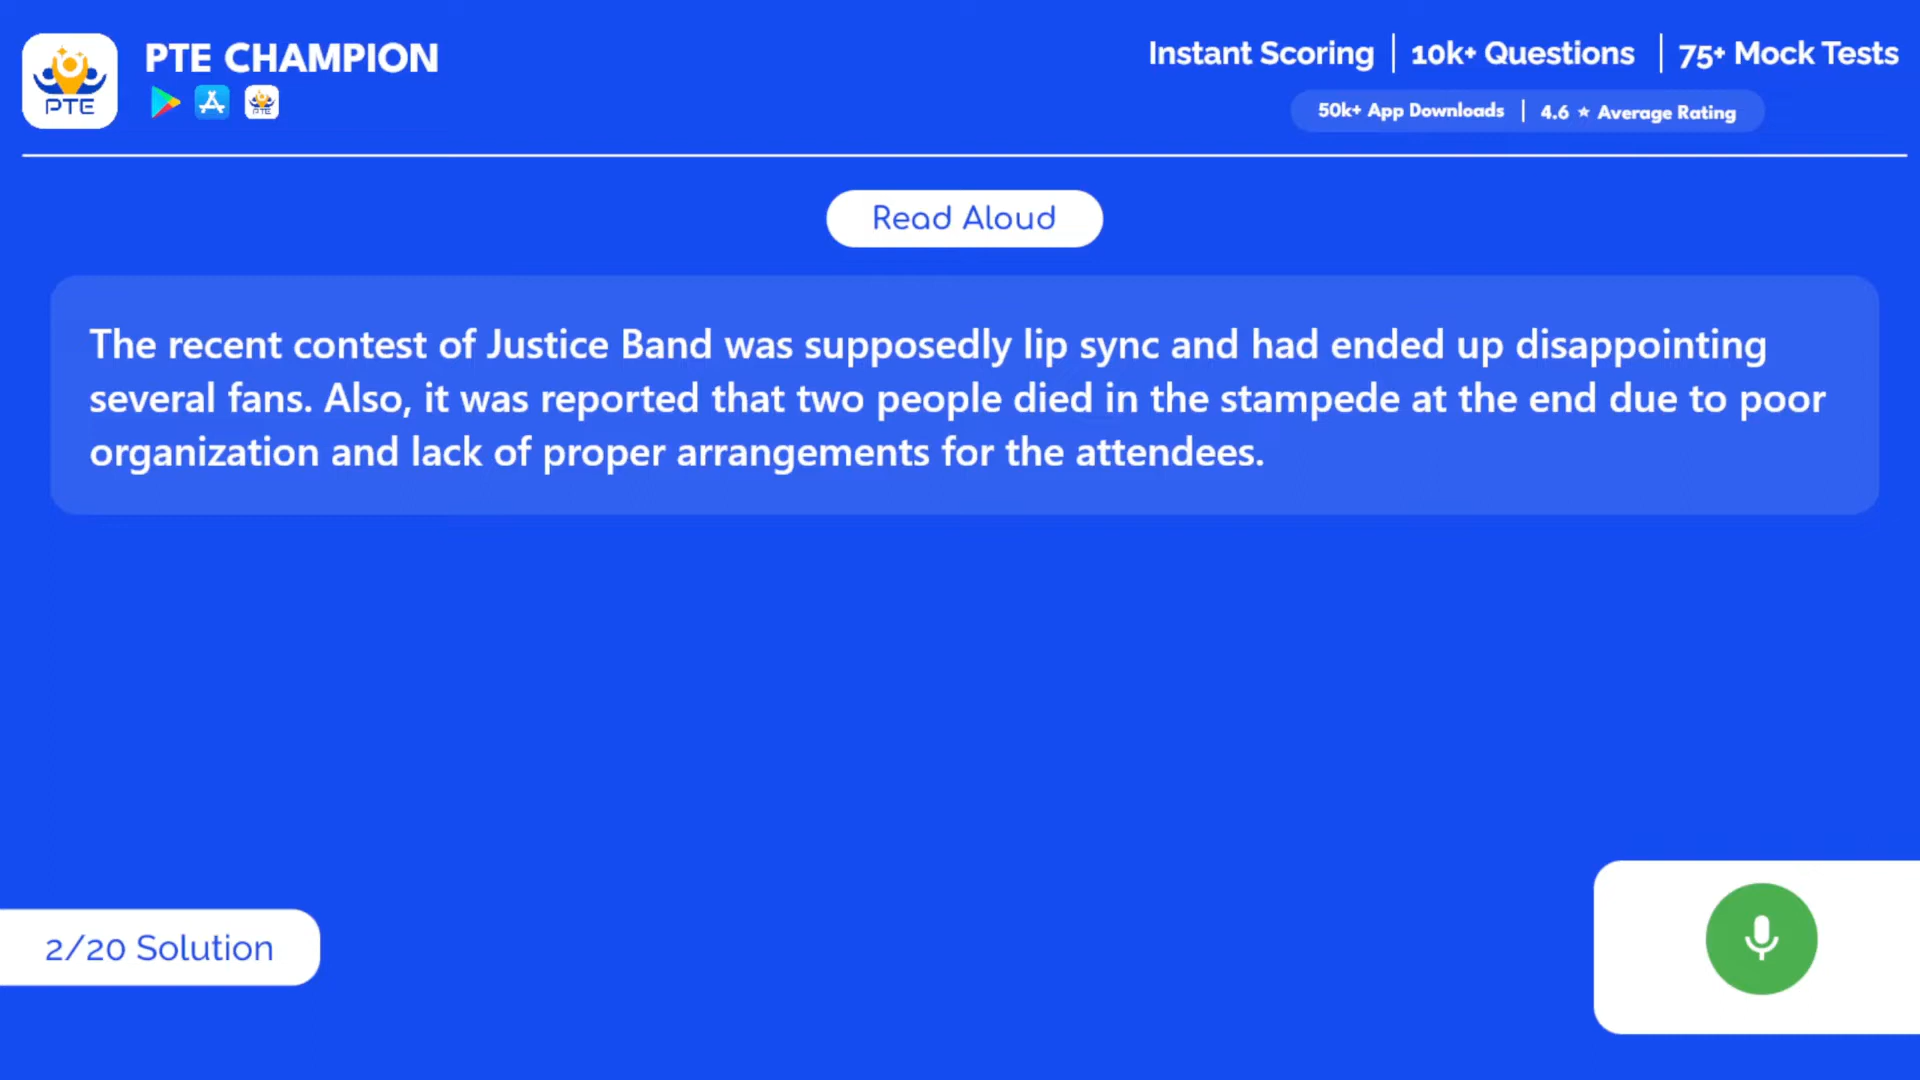 PTE CHAMPION
PTE
PTE
Instant Scoring | 10k+ Questions | 75+ Mock Tests
50k+ App Downloads | 4.6 ★ Average Rating
Read Aloud
The recent contest of Justice Band was supposedly lip sync and had ended up disappointing
several fans. Also, it was reported that two people died in the stampede at the end due to poor
organization and lack of proper arrangements for the attendees.
2/20 Solution